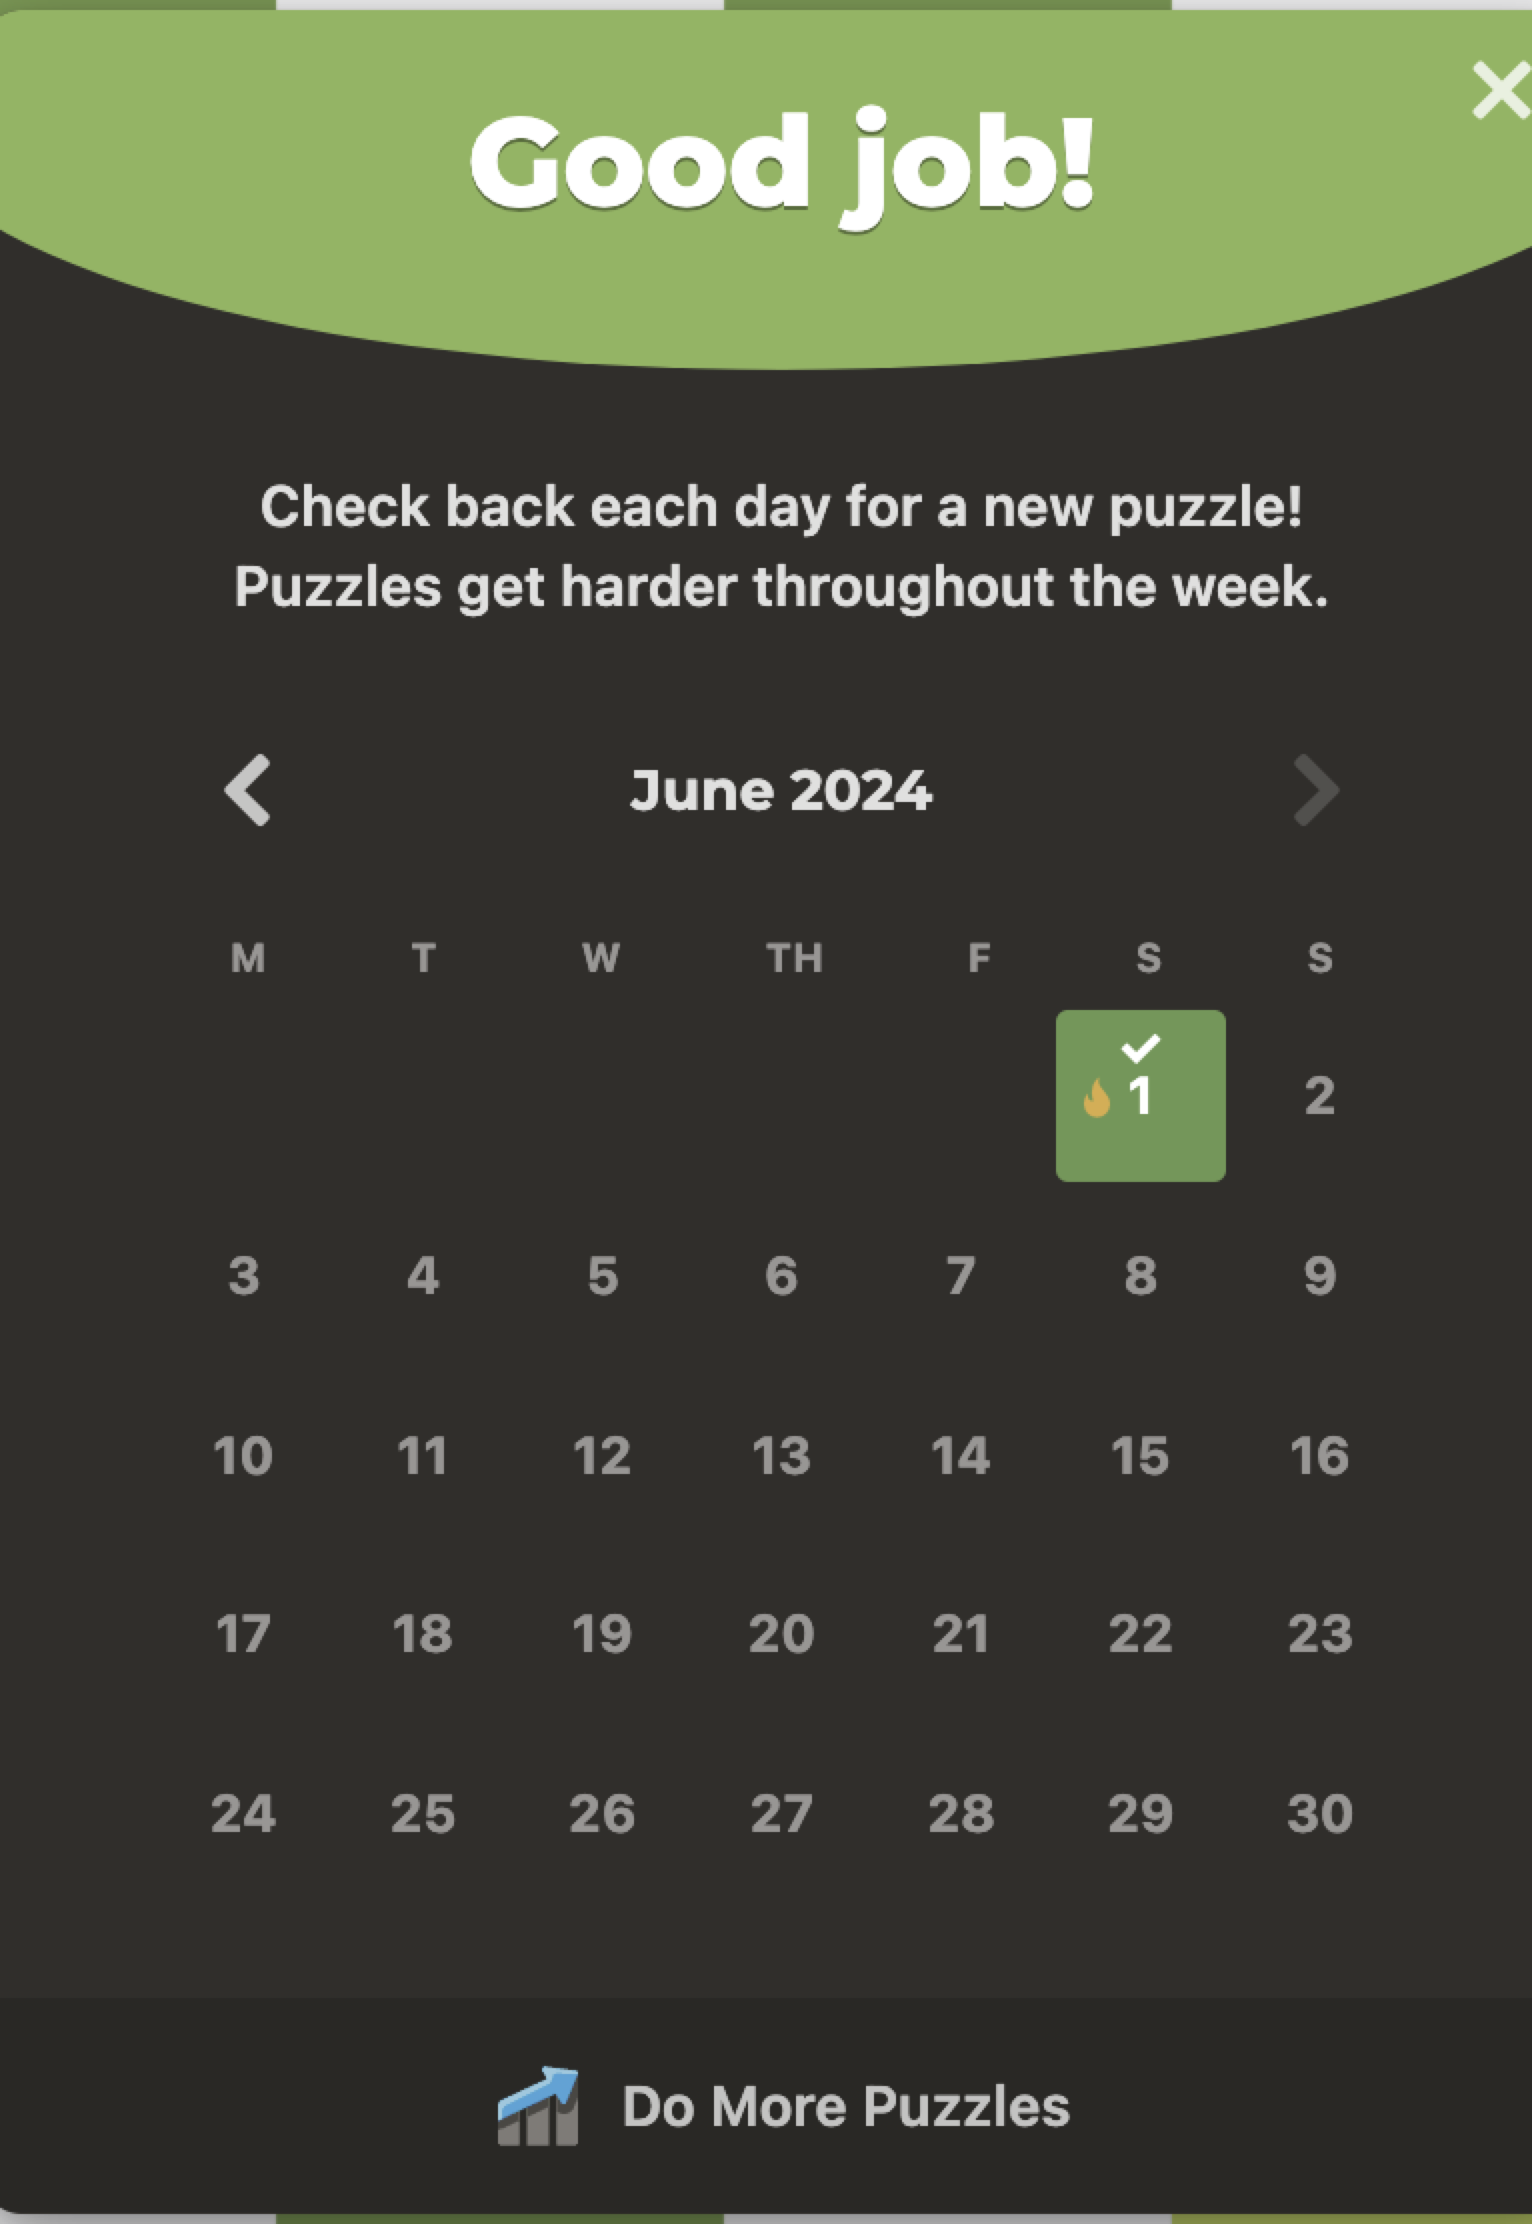 Good job!
Check back each day for a new puzzle!
Puzzles get harder throughout the week.
June 2024
M T W TH F S S
1 2
3 4 5 6 7 8 9
10 11 12 13 14 15 16
17 18 19 20 21 22 23
24 25 26 27 28 29 30
Do More Puzzles